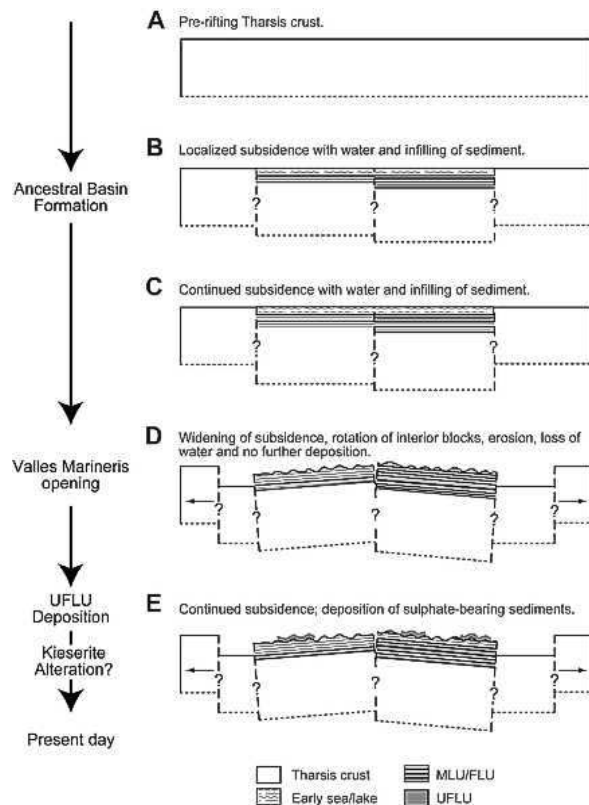 A
Pre-rifting Tharsis crust.
B
Localized subsidence with water and infilling of sediment.
Ancestral Basin
Formation
? ? ?
C
Continued subsidence with water and infilling of sediment.
? ? ?
D
Widening of subsidence, rotation of interior blocks, erosion, loss of
water and no further deposition.
Valles Marineris
opening
? ? ? ? ?
UFLU
Deposition
E
Continued subsidence; deposition of sulphate-bearing sediments.
Kieserite
Alteration?
? ? ? ? ?
Present day
Tharsis crust
MLU/FLU
Early sea/lake
UFLU